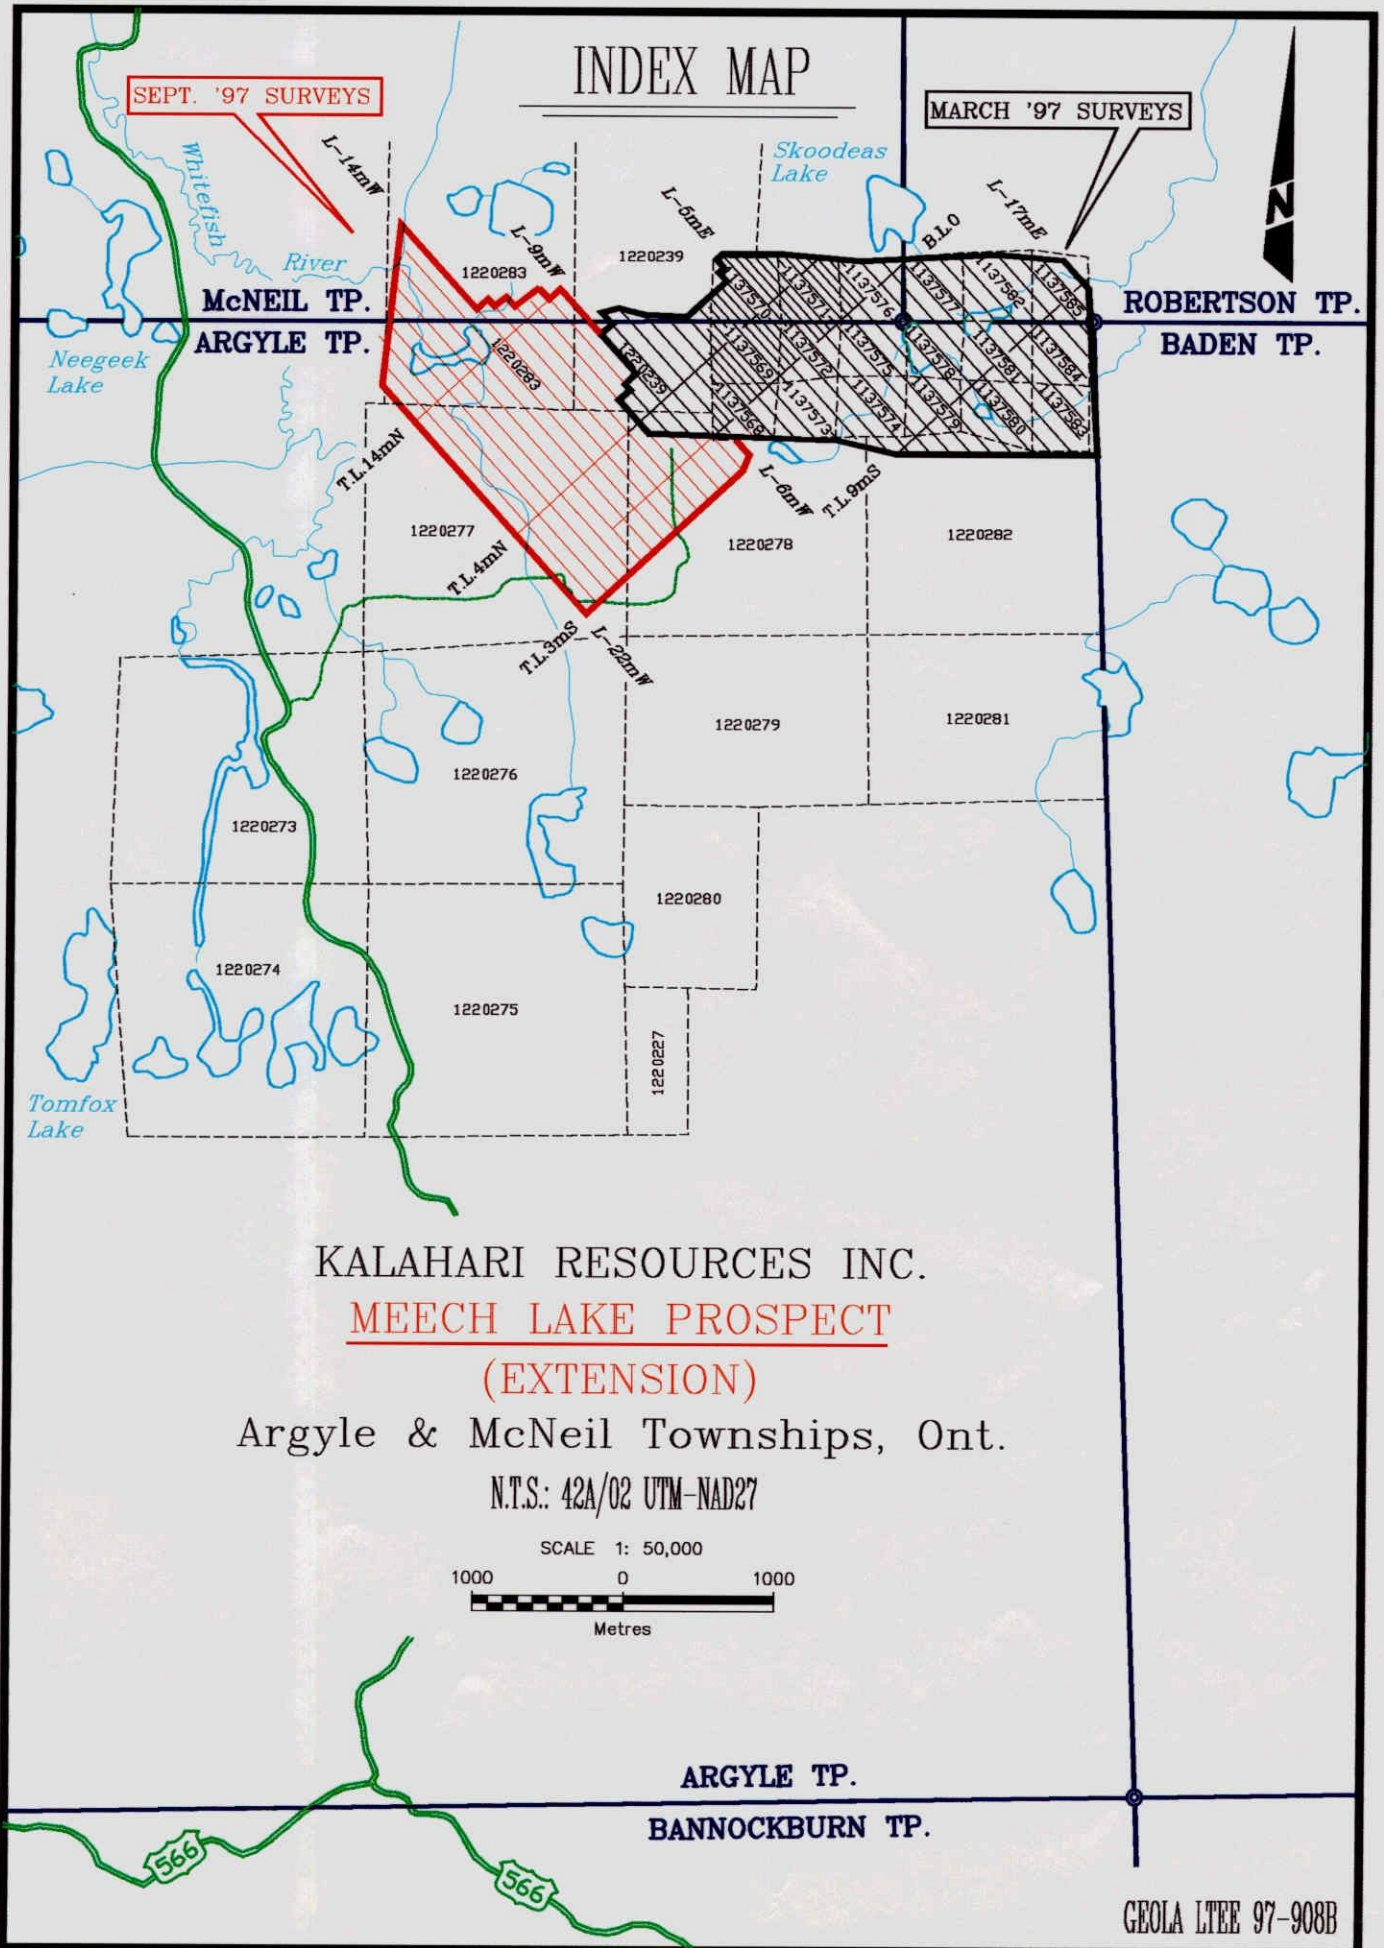 INDEX MAP
SEPT. '97 SURVEYS
MARCH '97 SURVEYS
N
Skoodeas
Lake
Whitefish
River
L-14mW
L-9mW
L-5mE
B.L.0
L-17mE
1220283
1220239
McNEIL TP.
ARGYLE TP.
ROBERTSON TP.
BADEN TP.
Neegeek
Lake
1220283
1220239
1137570
1137571
1137576
1137577
1137582
1137585
1137569
1137572
1137575
1137578
1137581
1137584
1137568
1137573
1137574
1137579
1137580
1137583
T.L.14mN
L-6mW
T.L.9mS
1220277
1220278
1220282
T.L.4mN
T.L.3mS
L-22mW
1220279
1220281
1220276
1220273
1220280
1220274
1220275
1220227
Tomfox
Lake
KALAHARI RESOURCES INC.
MEECH LAKE PROSPECT
(EXTENSION)
Argyle & McNeil Townships, Ont.
N.T.S.: 42A/02 UTM-NAD27
SCALE 1: 50,000
1000 0 1000
Metres
ARGYLE TP.
BANNOCKBURN TP.
566
566
GEOLA LTEE 97-908B